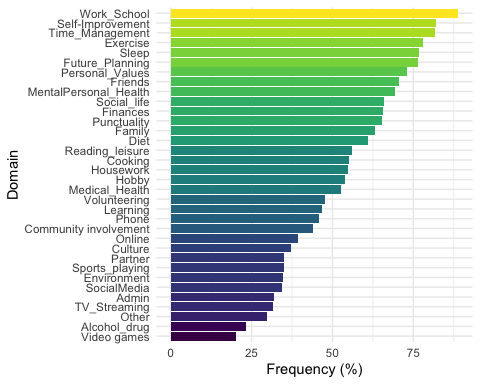 Work_School
Self-Improvement
Time_Management
Exercise
Sleep
Future_Planning
Personal_Values
Friends
MentalPersonal_Health
Social_life
Finances
Punctuality
Family
Diet
Reading_leisure
Cooking
Housework
Hobby
Medical_Health
Volunteering
Learning
Phone
Community involvement
Online
Culture
Partner
Sports_playing
Environment
SocialMedia
Admin
TV_Streaming
Other
Alcohol_drug
Video games
Domain
0 25 50 75
Frequency (%)